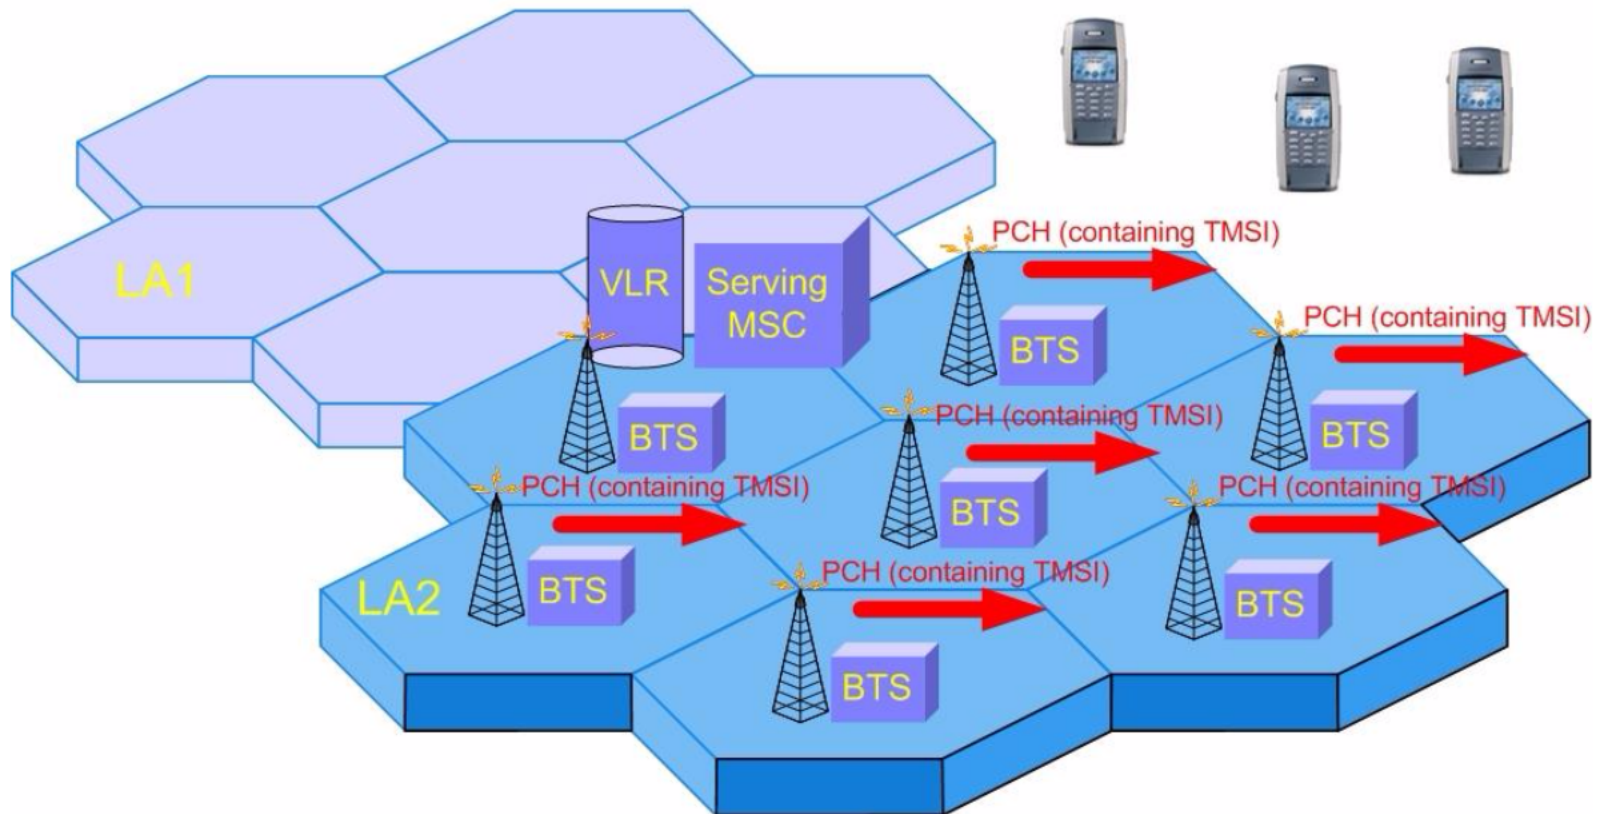 PCH (containing TMSI)
LA1
VLR
Serving
MSC
PCH (containing TMSI)
BTS
PCH (containing TMSI)
BTS
BTS
PCH (containing TMSI)
PCH (containing TMSI)
BTS
LA2
BTS
PCH (containing TMSI)
BTS
BTS